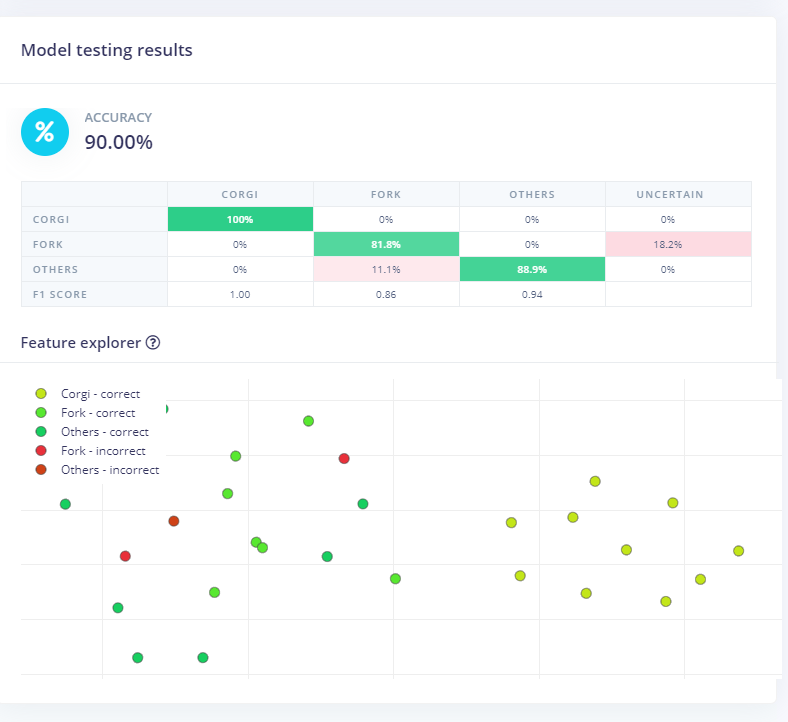 Model testing results
%
ACCURACY
90.00%
CORGI FORK OTHERS UNCERTAIN
CORGI 100% 0% 0% 0%
FORK 0% 81.8% 0% 18.2%
OTHERS 0% 11.1% 88.9% 0%
F1 SCORE 1.00 0.86 0.94
Feature explorer ?
Corgi - correct
Fork - correct
Others - correct
Fork - incorrect
Others - incorrect